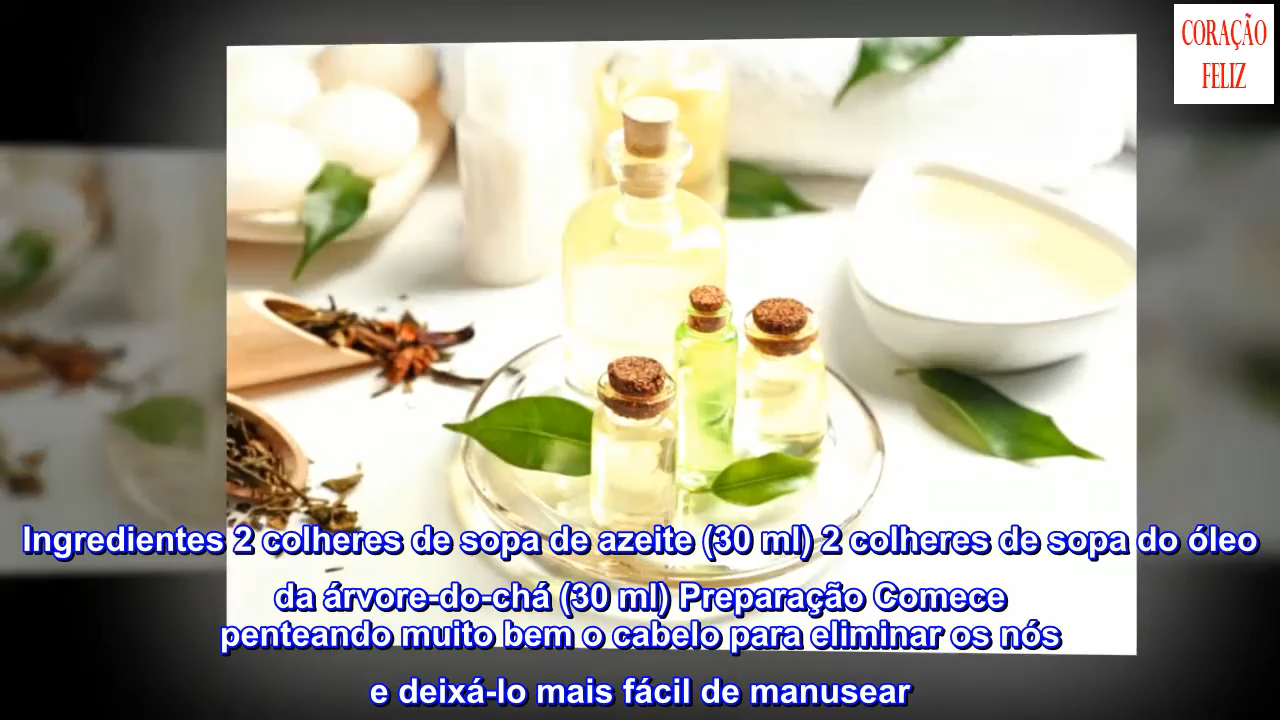 CORAÇÃO
FELIZ
Ingredientes 2 colheres de sopa de azeite (30 ml) 2 colheres de sopa do óleo
da árvore-do-chá (30 ml) Preparação Comece
penteando muito bem o cabelo para eliminar os nós
e deixá-lo mais fácil de manusear